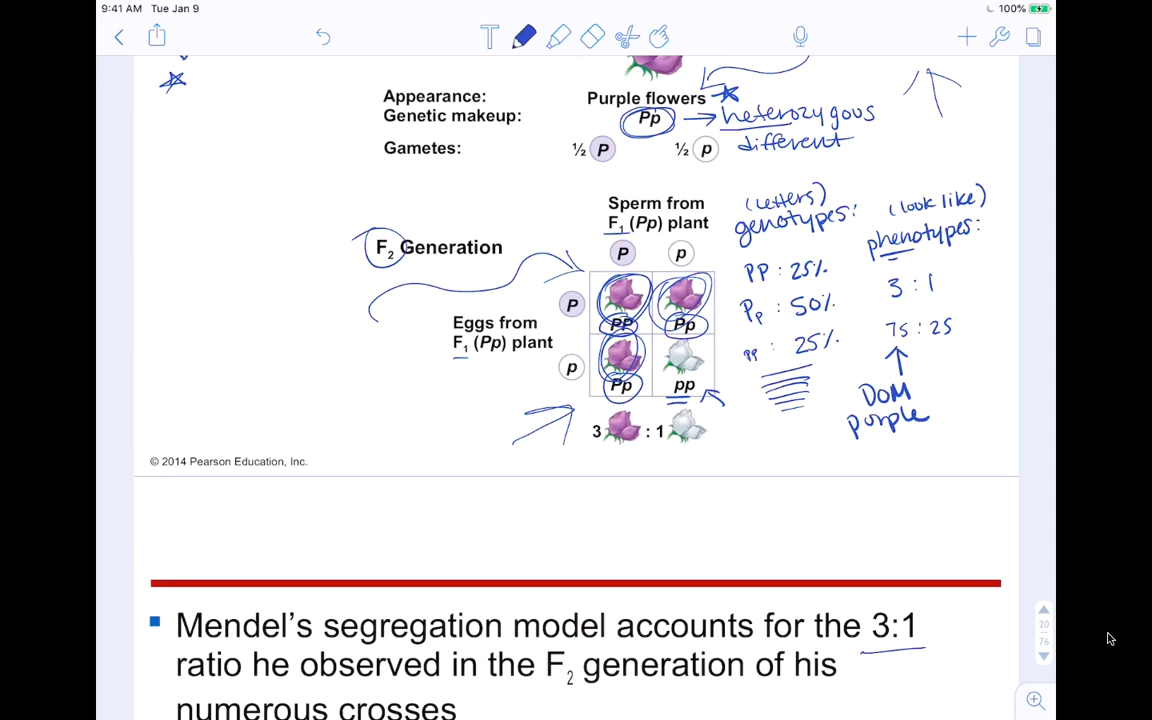 9:41 AM Tue Jan 9
100%
T
Appearance:
Purple flowers
Genetic makeup:
Pp → heterozygous
different
Gametes:
½ P
½ p
Sperm from
F₁ (Pp) plant
(letters)
genotypes:
(look like)
phenotypes:
F₂ Generation
P
p
PP : 25%
3 : 1
P
PP
Pp
Pp : 50%
75 : 25
Eggs from
F₁ (Pp) plant
pp : 25%
p
Pp
pp
DOM
purple
3 : 1
© 2014 Pearson Education, Inc.
20
76
Mendel's segregation model accounts for the 3:1
ratio he observed in the F₂ generation of his
numerous crosses